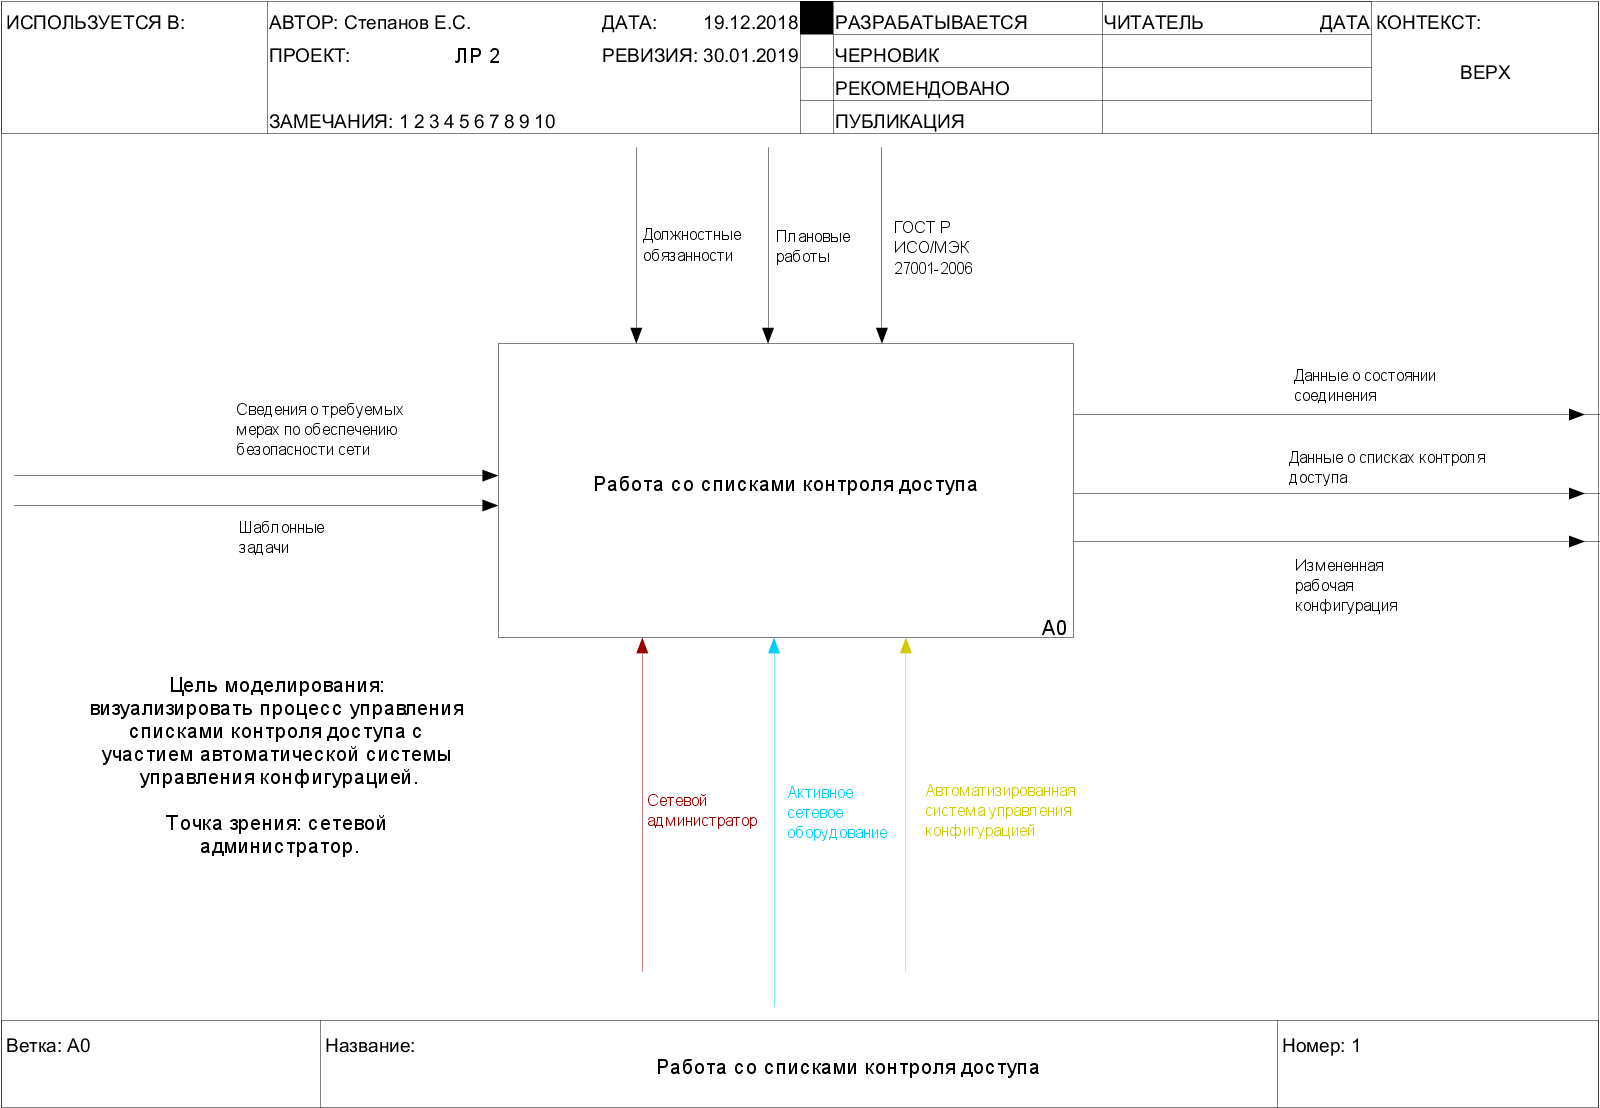 ИСПОЛЬЗУЕТСЯ В:
АВТОР: Степанов Е.С.
ДАТА: 19.12.2018
РАЗРАБАТЫВАЕТСЯ
ЧИТАТЕЛЬ
ДАТА
КОНТЕКСТ:
ПРОЕКТ: ЛР 2
РЕВИЗИЯ: 30.01.2019
ЧЕРНОВИК
ВЕРХ
РЕКОМЕНДОВАНО
ЗАМЕЧАНИЯ: 1 2 3 4 5 6 7 8 9 10
ПУБЛИКАЦИЯ
Должностные
обязанности
Плановые
работы
ГОСТ Р
ИСО/МЭК
27001-2006
Сведения о требуемых
мерах по обеспечению
безопасности сети
Шаблонные
задачи
Работа со списками контроля доступа
A0
Данные о состоянии
соединения
Данные о списках контроля
доступа
Измененная
рабочая
конфигурация
Цель моделирования:
визуализировать процесс управления
списками контроля доступа с
участием автоматической системы
управления конфигурацией.
Точка зрения: сетевой
администратор.
Сетевой
администратор
Активное
сетевое
оборудование
Автоматизированная
система управления
конфигурацией
Ветка: A0
Название:
Работа со списками контроля доступа
Номер: 1